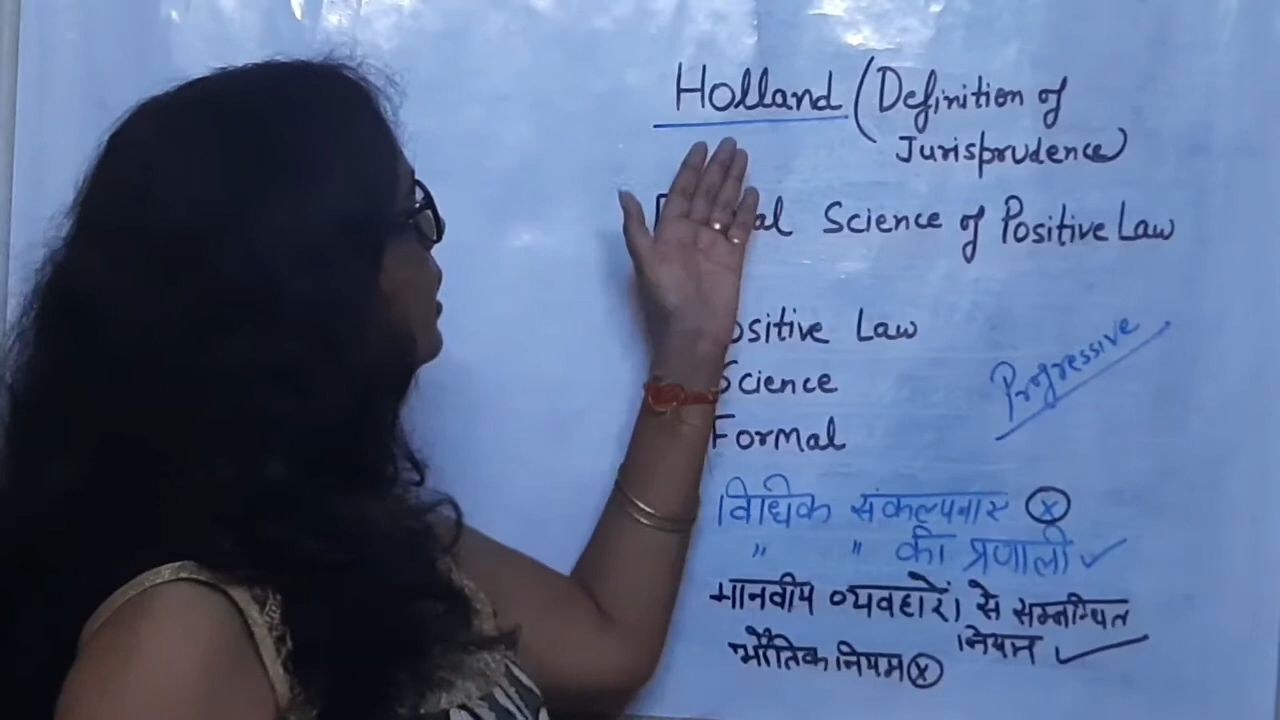 Holland (Definition of
Jurisprudence)
al Science of Positive Law
ositive Law
Science
Formal
Progressive
विधिक संकल्पनाए (x)
" " की प्रणाली ✓
मानवीय व्यवहारों से सम्बन्धित
नियम ✓
भौतिक नियम (x)